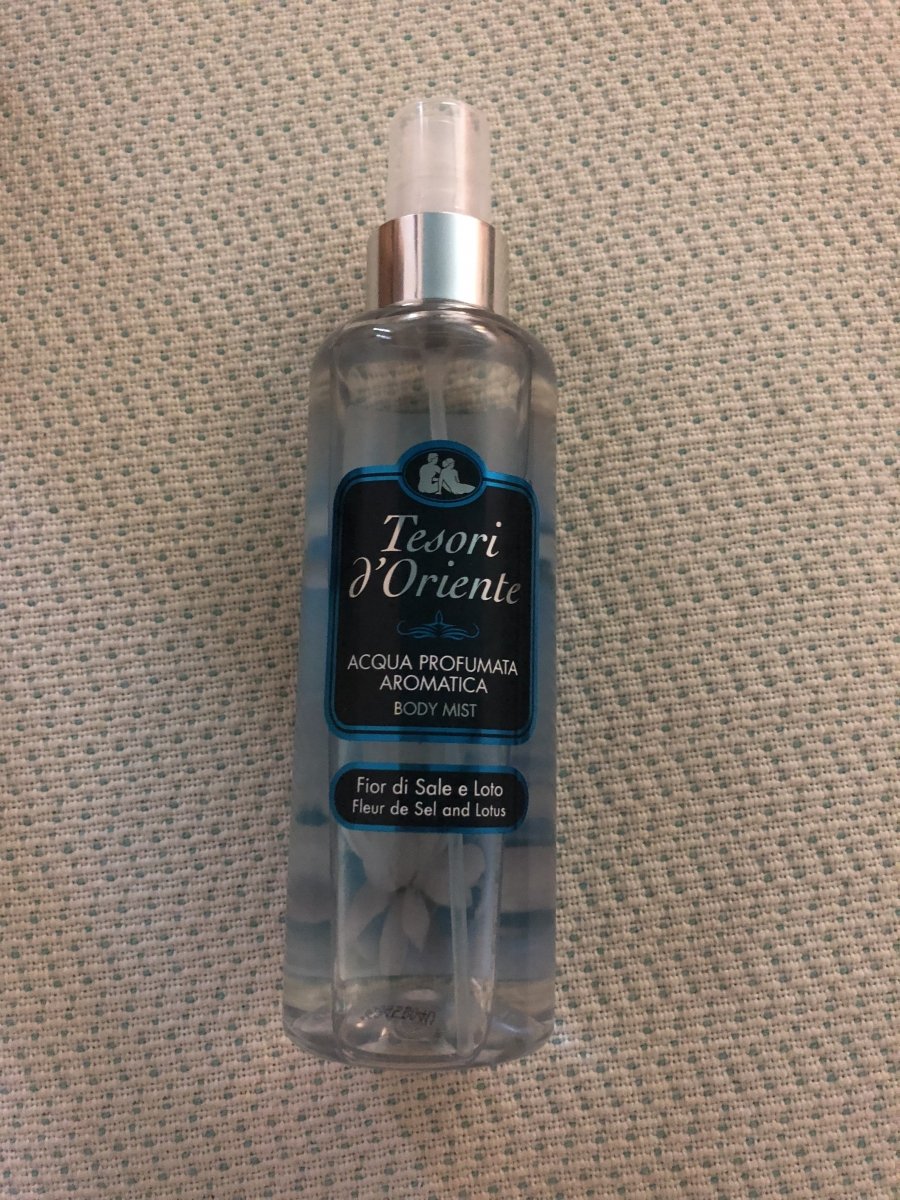 Tesori
d'Oriente
ACQUA PROFUMATA
AROMATICA
BODY MIST
Fior di Sale e Loto
Fleur de Sel and Lotus